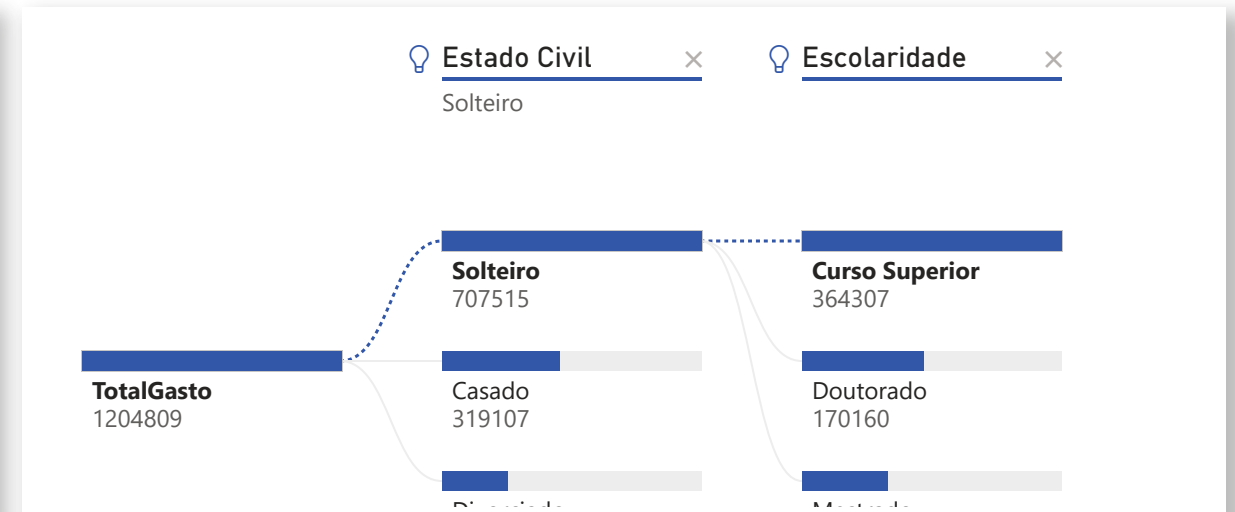 Estado Civil
Escolaridade
Solteiro
Solteiro
707515
Curso Superior
364307
TotalGasto
1204809
Casado
319107
Doutorado
170160